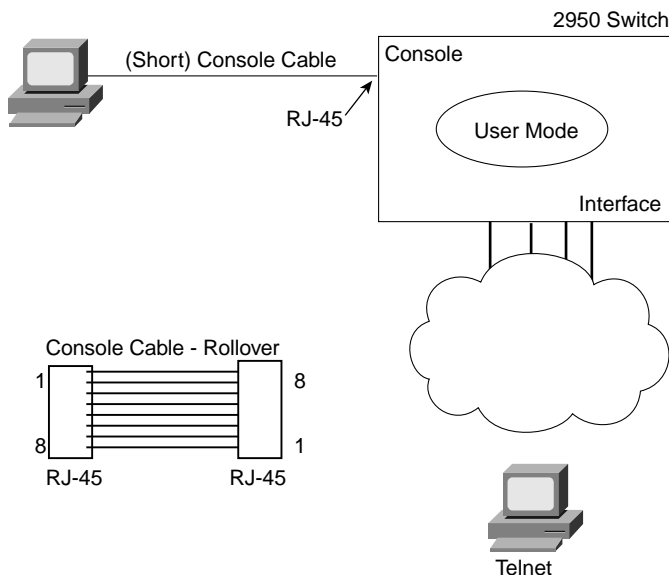 2950 Switch
(Short) Console Cable
Console
RJ-45
User Mode
Interface
Console Cable - Rollover
1
8
8
1
RJ-45
RJ-45
Telnet